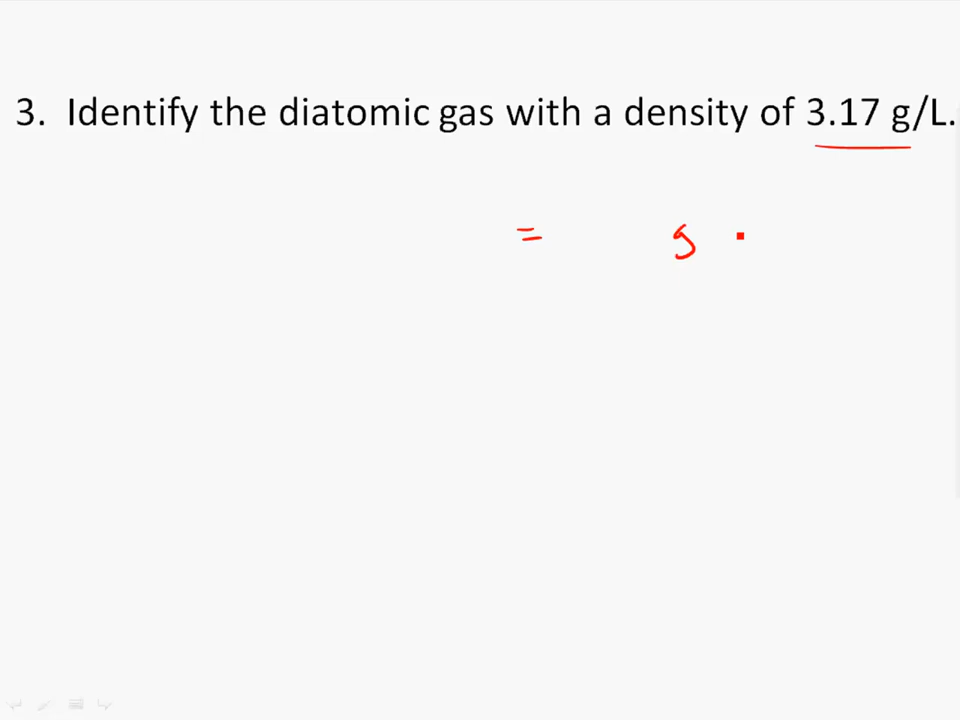 3. Identify the diatomic gas with a density of 3.17 g/L.
= g